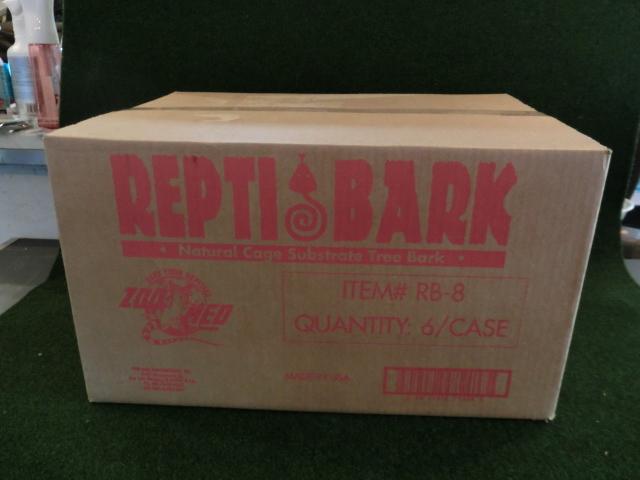 REPTI BARK
• Natural Cage Substrate Tree Bark •
ZOO MED
ITEM# RB-8
QUANTITY: 6/CASE
MADE IN USA